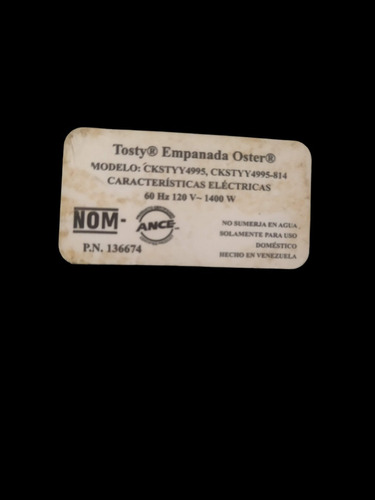 Tosty® Empanada Oster®
MODELO: CKSTYY4995, CKSTYY4995-814
CARACTERÍSTICAS ELÉCTRICAS
60 Hz 120 V~ 1400 W
NOM-
ANCE
P.N. 136674
NO SUMERJA EN AGUA
SOLAMENTE PARA USO
DOMÉSTICO
HECHO EN VENEZUELA